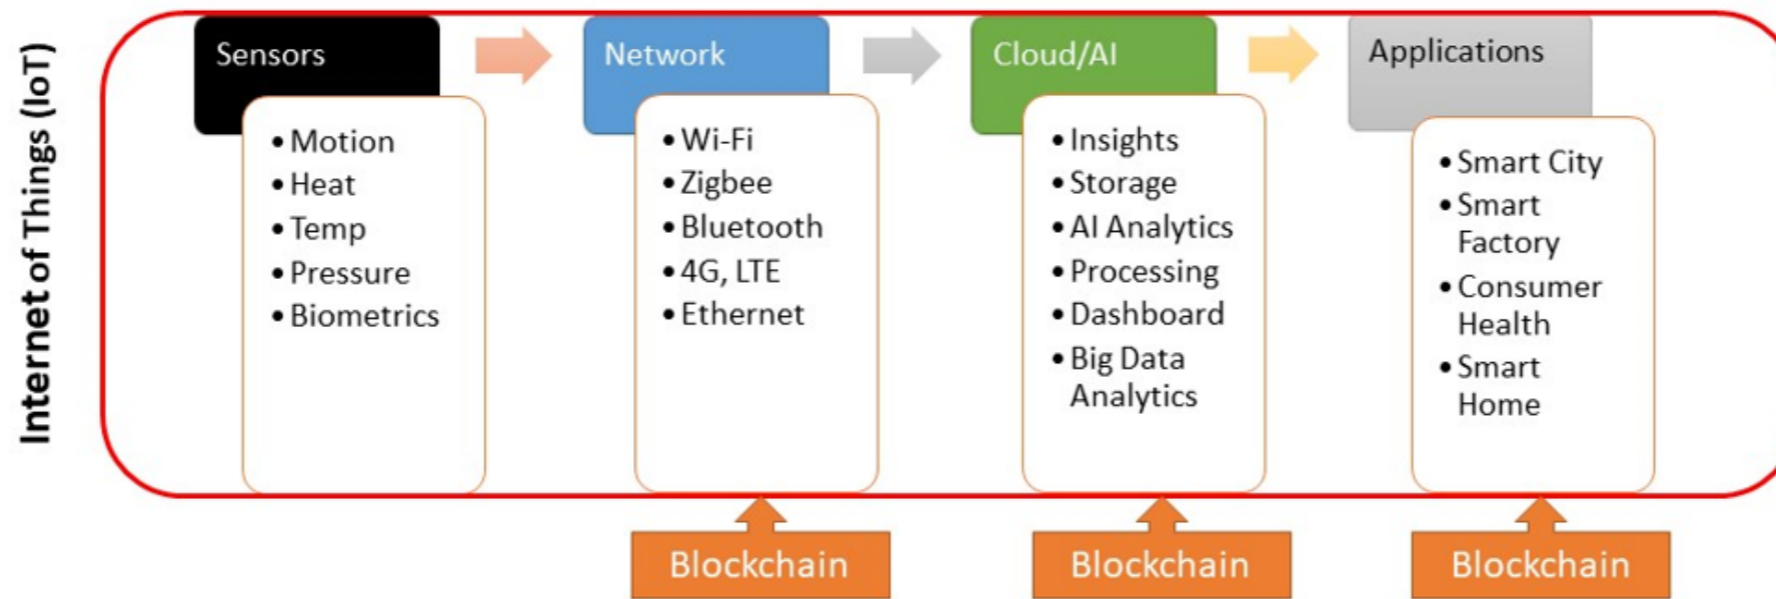 Internet of Things (IoT)
Sensors
• Motion
• Heat
• Temp
• Pressure
• Biometrics
Network
• Wi-Fi
• Zigbee
• Bluetooth
• 4G, LTE
• Ethernet
Cloud/AI
• Insights
• Storage
• AI Analytics
• Processing
• Dashboard
• Big Data
Analytics
Applications
• Smart City
• Smart
Factory
• Consumer
Health
• Smart
Home
Blockchain
Blockchain
Blockchain